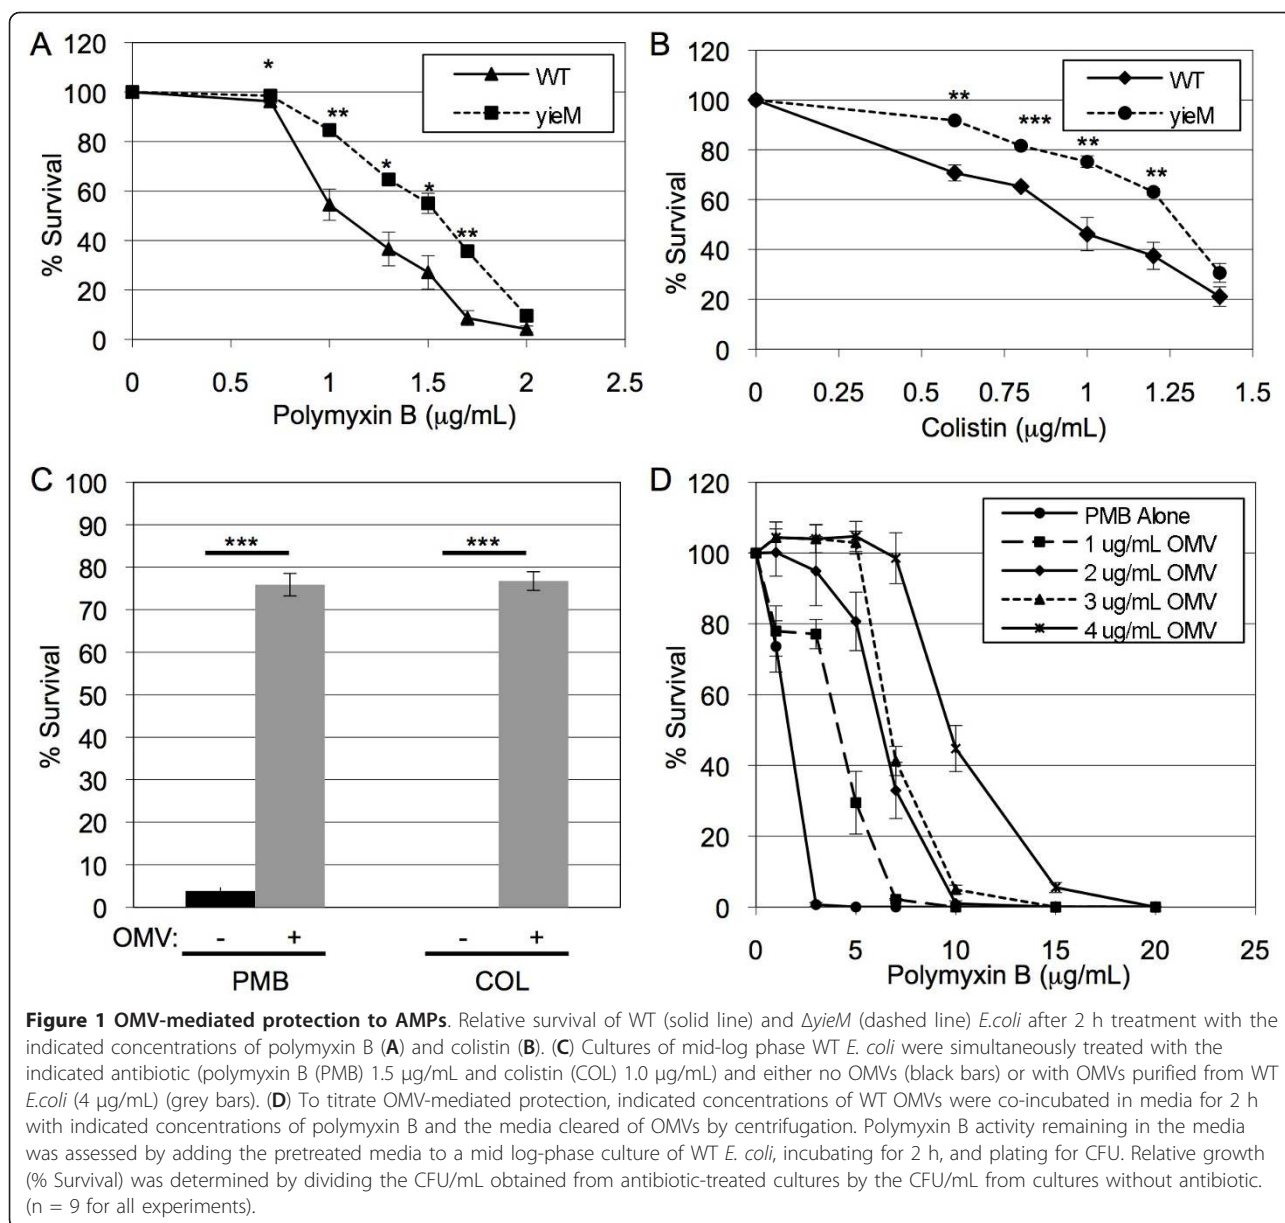 A
120
100
80
60
40
20
0
% Survival
*
**
*
*
**
WT
yieM
0 0.5 1 1.5 2 2.5
Polymyxin B (µg/mL)
B
120
100
80
60
40
20
0
% Survival
**
***
**
**
WT
yieM
0 0.25 0.75 1 1.25 1.5
Colistin (µg/mL)
C
100
90
80
70
60
50
40
30
20
10
0
% Survival
*** ***
OMV: - + - +
PMB COL
D
120
100
80
60
40
20
0
% Survival
PMB Alone
1 ug/mL OMV
2 ug/mL OMV
3 ug/mL OMV
4 ug/mL OMV
0 5 10 15 20 25
Polymyxin B (µg/mL)
Figure 1 OMV-mediated protection to AMPs. Relative survival of WT (solid line) and ΔyieM (dashed line) E.coli after 2 h treatment with the
indicated concentrations of polymyxin B (A) and colistin (B). (C) Cultures of mid-log phase WT E. coli were simultaneously treated with the
indicated antibiotic (polymyxin B (PMB) 1.5 µg/mL and colistin (COL) 1.0 µg/mL) and either no OMVs (black bars) or with OMVs purified from WT
E.coli (4 µg/mL) (grey bars). (D) To titrate OMV-mediated protection, indicated concentrations of WT OMVs were co-incubated in media for 2 h
with indicated concentrations of polymyxin B and the media cleared of OMVs by centrifugation. Polymyxin B activity remaining in the media
was assessed by adding the pretreated media to a mid log-phase culture of WT E. coli, incubating for 2 h, and plating for CFU. Relative growth
(% Survival) was determined by dividing the CFU/mL obtained from antibiotic-treated cultures by the CFU/mL from cultures without antibiotic.
(n = 9 for all experiments).